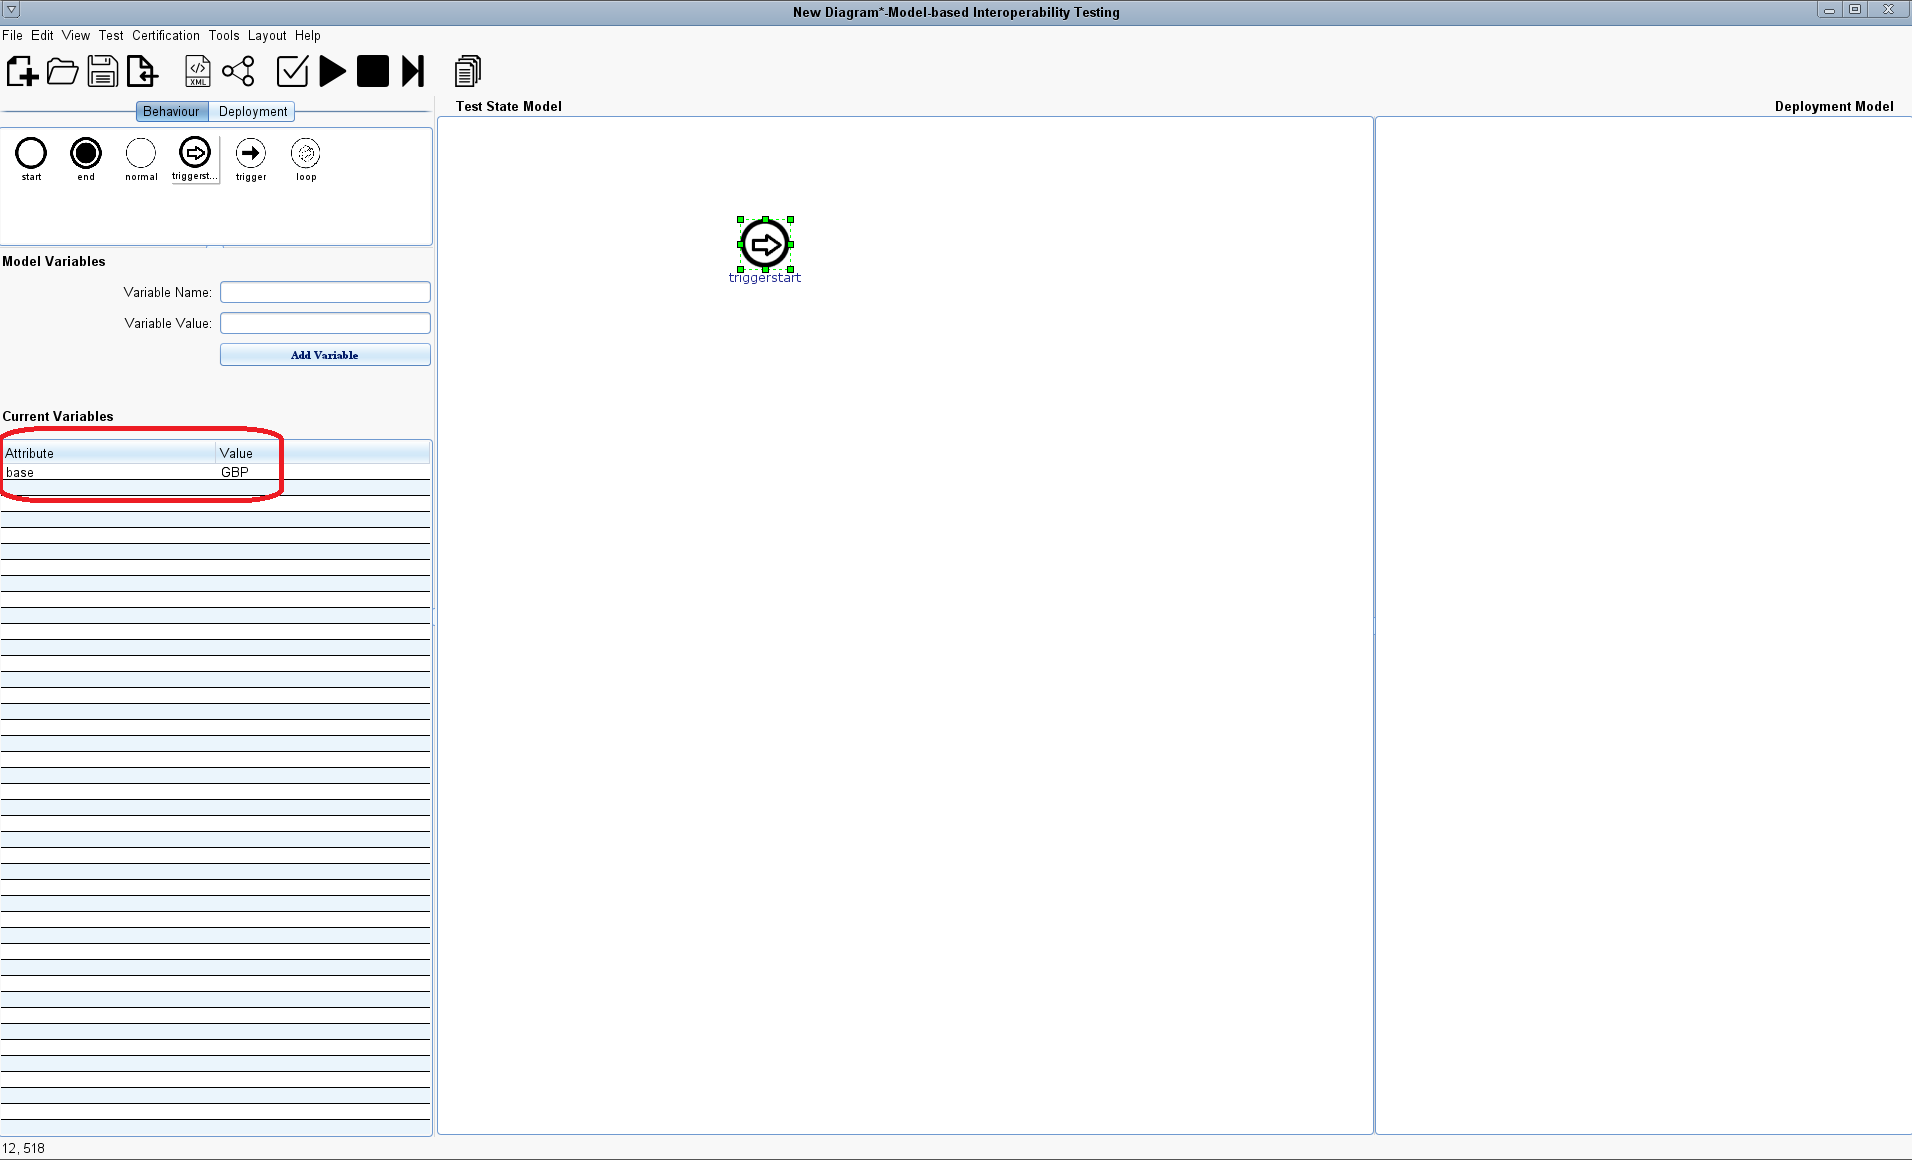 New Diagram*-Model-based Interoperability Testing
File Edit View Test Certification Tools Layout Help
XML
Behaviour Deployment
Test State Model
Deployment Model
start end normal triggerst... trigger loop
triggerstart
Model Variables
Variable Name:
Variable Value:
Add Variable
Current Variables
Attribute Value
base GBP
12, 518